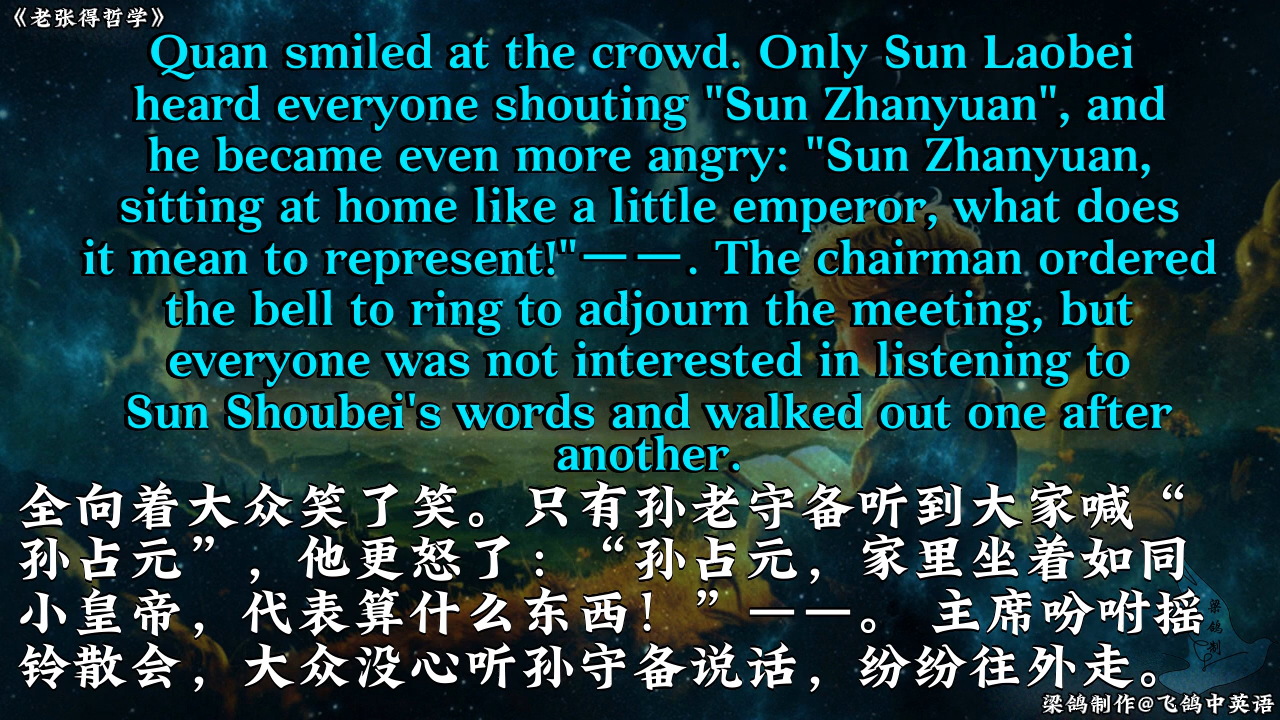 《老张得哲学》
Quan smiled at the crowd. Only Sun Laobei
heard everyone shouting "Sun Zhanyuan", and
he became even more angry: "Sun Zhanyuan,
sitting at home like a little emperor, what does
it mean to represent!"——. The chairman ordered
the bell to ring to adjourn the meeting, but
everyone was not interested in listening to
Sun Shoubei's words and walked out one after
another.
全向着大众笑了笑。只有孙老守备听到大家喊“
孙占元”，他更怒了：“孙占元，家里坐着如同
小皇帝，代表算什么东西！”——。 主席吩咐摇
铃散会，大众没心听孙守备说话，纷纷往外走。
梁鸽制
梁鸽制作@飞鸽中英语